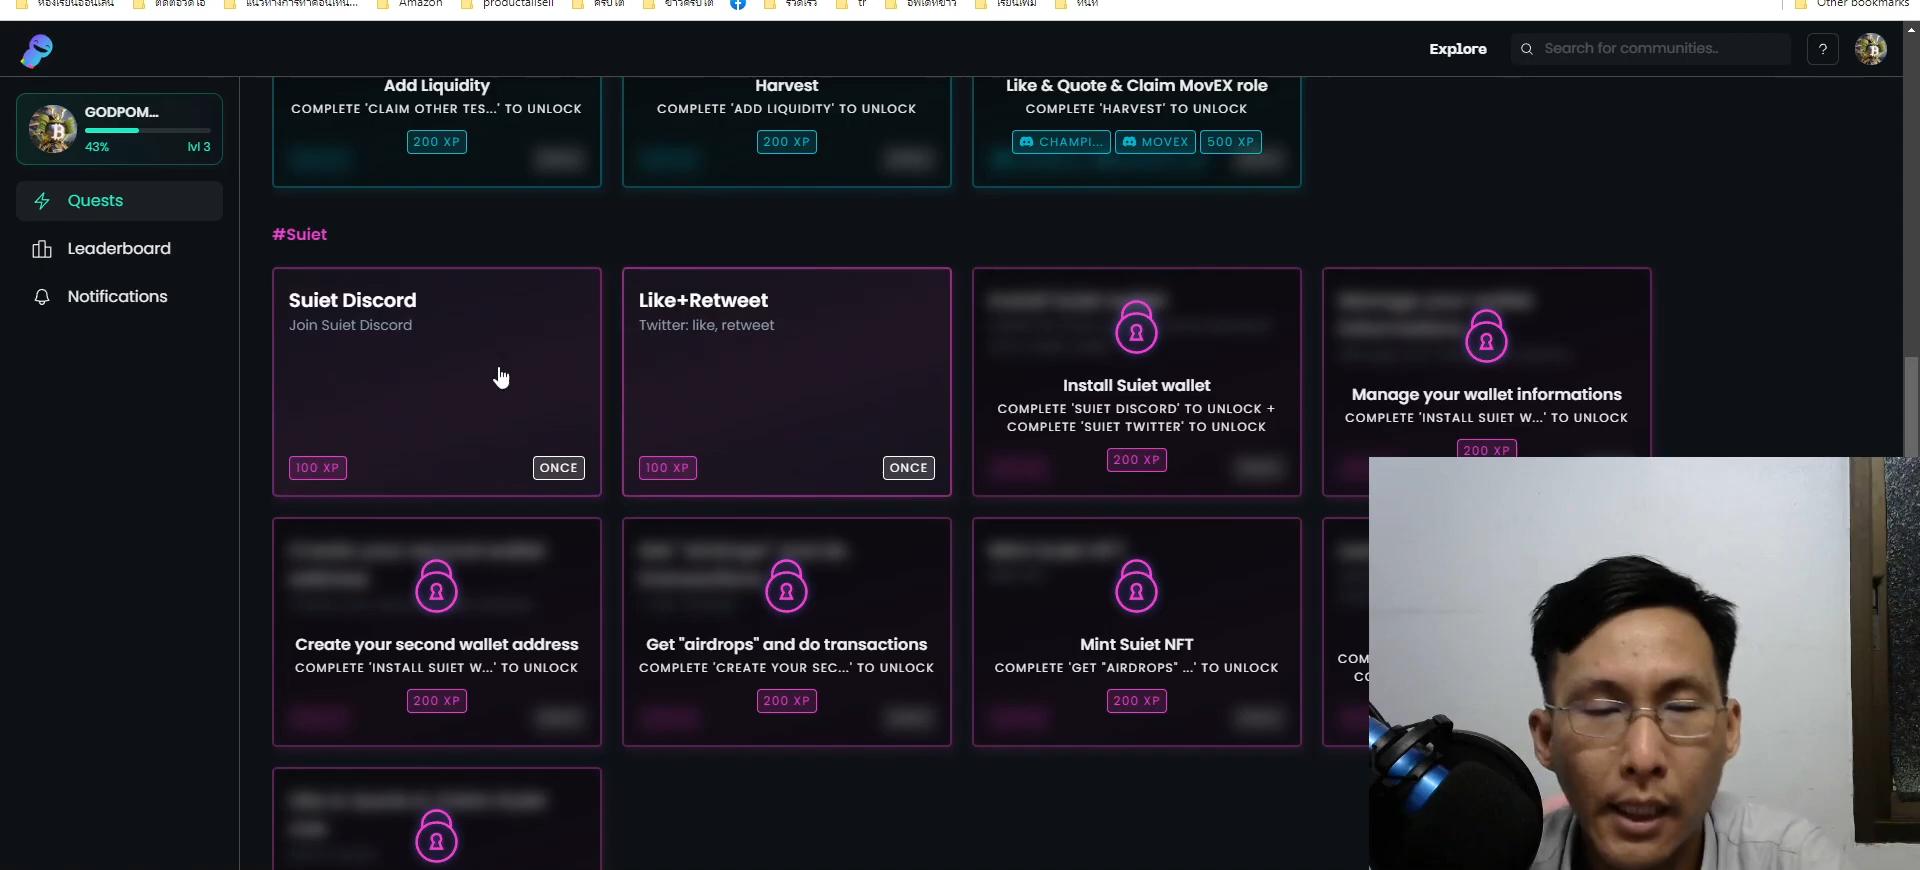 Amazon
productallsell
Other bookmarks
Explore
Search for communities..
?
GODPOM...
43%
lvl 3
Quests
Leaderboard
Notifications
Add Liquidity
COMPLETE 'CLAIM OTHER TES...' TO UNLOCK
200 XP
Harvest
COMPLETE 'ADD LIQUIDITY' TO UNLOCK
200 XP
Like & Quote & Claim MovEX role
COMPLETE 'HARVEST' TO UNLOCK
CHAMPI...
MOVEX
500 XP
#Suiet
Suiet Discord
Join Suiet Discord
100 XP
ONCE
Like+Retweet
Twitter: like, retweet
100 XP
ONCE
Install Suiet wallet
COMPLETE 'SUIET DISCORD' TO UNLOCK +
COMPLETE 'SUIET TWITTER' TO UNLOCK
200 XP
Manage your wallet informations
COMPLETE 'INSTALL SUIET W...' TO UNLOCK
200 XP
Create your second wallet address
COMPLETE 'INSTALL SUIET W...' TO UNLOCK
200 XP
Get "airdrops" and do transactions
COMPLETE 'CREATE YOUR SEC...' TO UNLOCK
200 XP
Mint Suiet NFT
COMPLETE 'GET "AIRDROPS" ...' TO UNLOCK
200 XP